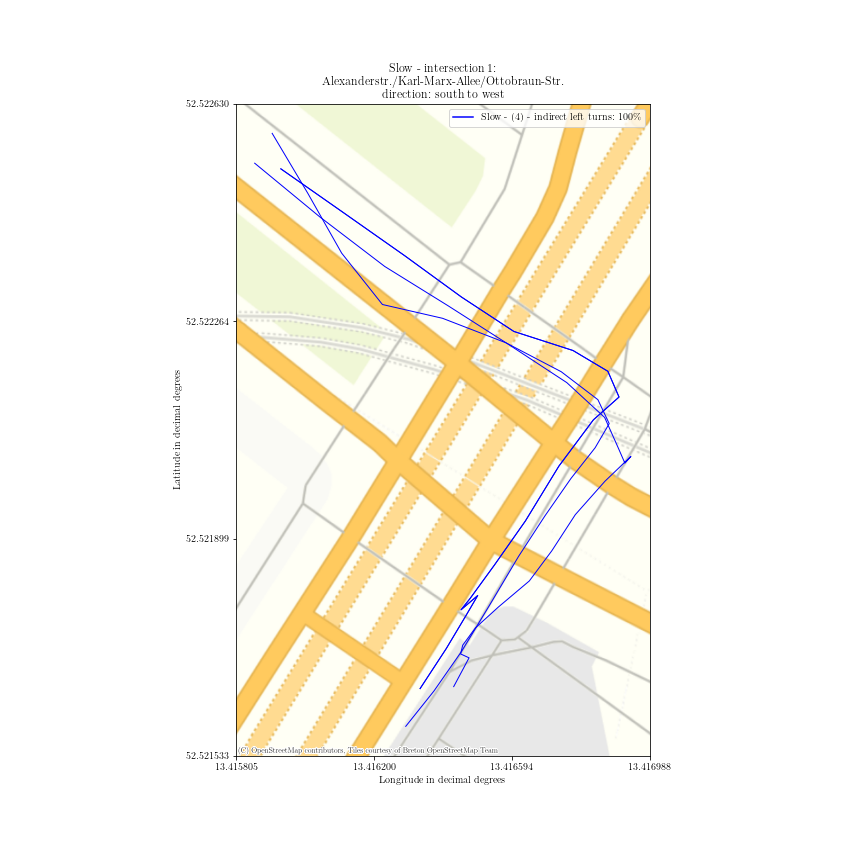 Slow - intersection 1:
Alexanderstr./Karl-Marx-Allee/Ottobraun-Str.
direction: south to west
52.522630
Slow - (4) - indirect left turns: 100%
52.522264
Latitude in decimal degrees
52.521899
(C) OpenStreetMap contributors, Tiles courtesy of Breton OpenStreetMap Team
52.521533
13.415805
13.416200
13.416594
13.416988
Longitude in decimal degrees